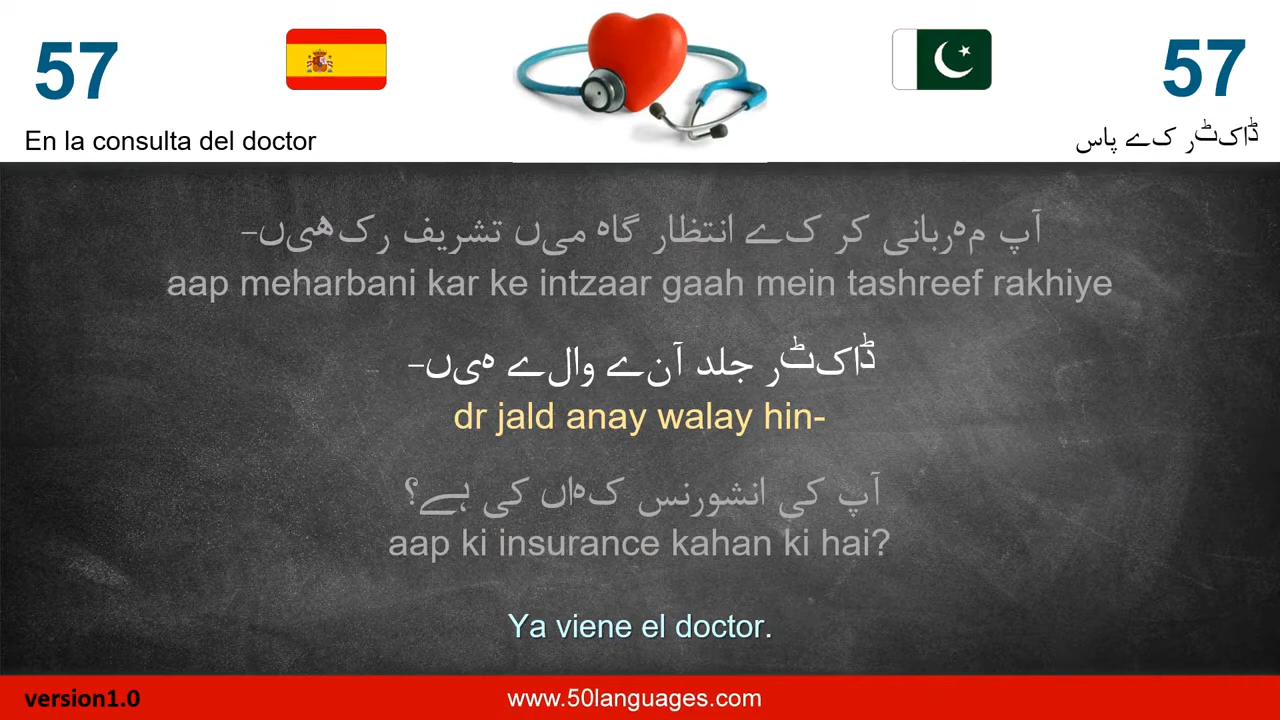 57
57
En la consulta del doctor
ڈاکٹر کے پاس
آپ مہربانی کر کے انتظار گاہ میں تشریف رکھیں-
aap meharbani kar ke intzaar gaah mein tashreef rakhiye
ڈاکٹر جلد آنے والے ہیں-
dr jald anay walay hin-
آپ کی انشورنس کہاں کی ہے؟
aap ki insurance kahan ki hai?
Ya viene el doctor.
version1.0
www.50languages.com